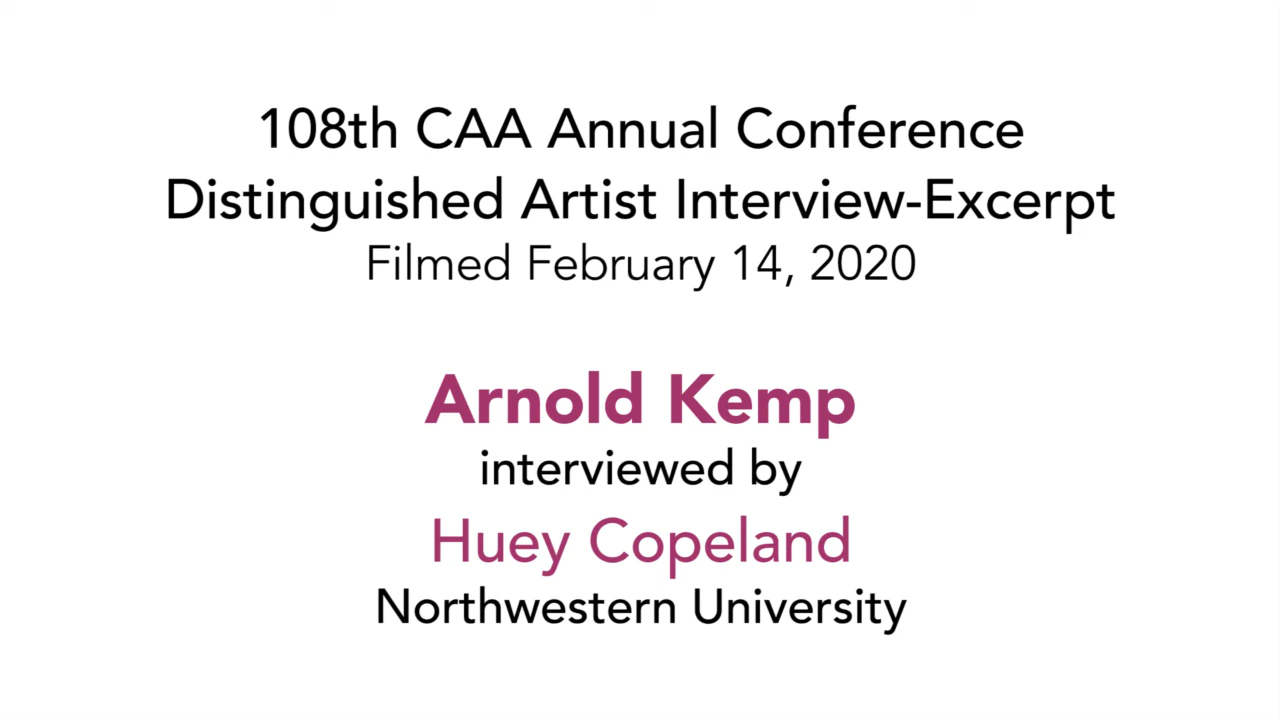 108th CAA Annual Conference
Distinguished Artist Interview-Excerpt
Filmed February 14, 2020
Arnold Kemp
interviewed by
Huey Copeland
Northwestern University